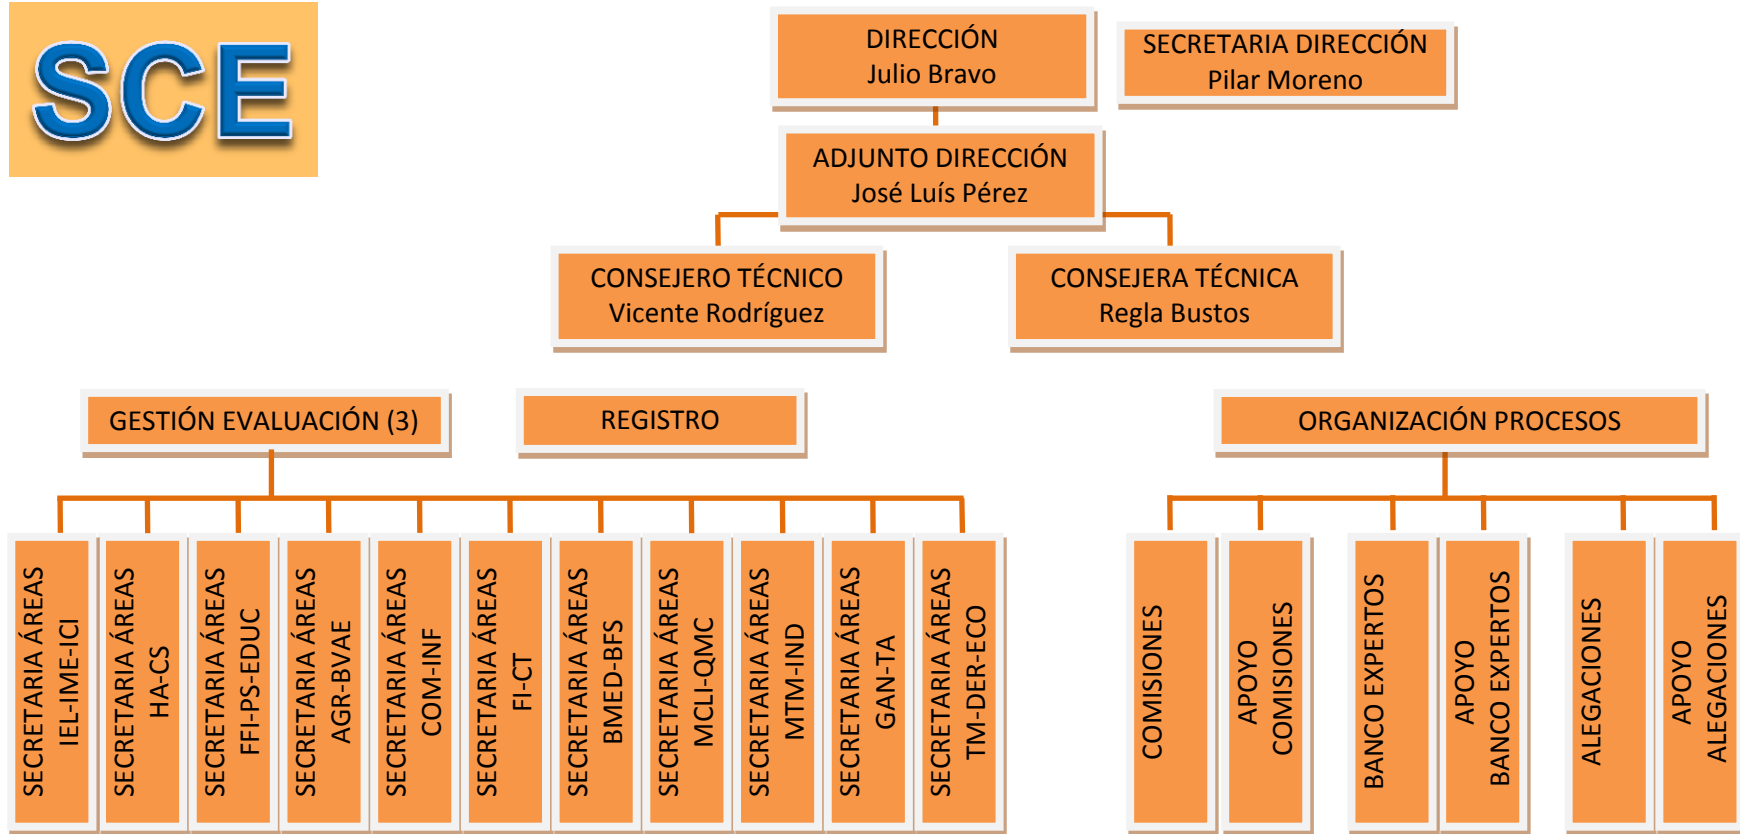 SCE
DIRECCIÓN
Julio Bravo
SECRETARIA DIRECCIÓN
Pilar Moreno
ADJUNTO DIRECCIÓN
José Luís Pérez
CONSEJERO TÉCNICO
Vicente Rodríguez
CONSEJERA TÉCNICA
Regla Bustos
GESTIÓN EVALUACIÓN (3)
REGISTRO
ORGANIZACIÓN PROCESOS
SECRETARIA ÁREAS
IEL-IME-ICI
SECRETARIA ÁREAS
HA-CS
SECRETARIA ÁREAS
FFI-PS-EDUC
SECRETARIA ÁREAS
AGR-BVAE
SECRETARIA ÁREAS
COM-INF
SECRETARIA ÁREAS
FI-CT
SECRETARIA ÁREAS
BMED-BFS
SECRETARIA ÁREAS
MCLI-QMC
SECRETARIA ÁREAS
MTM-IND
SECRETARIA ÁREAS
GAN-TA
SECRETARIA ÁREAS
TM-DER-ECO
COMISIONES
APOYO
COMISIONES
BANCO EXPERTOS
APOYO
BANCO EXPERTOS
ALEGACIONES
APOYO
ALEGACIONES